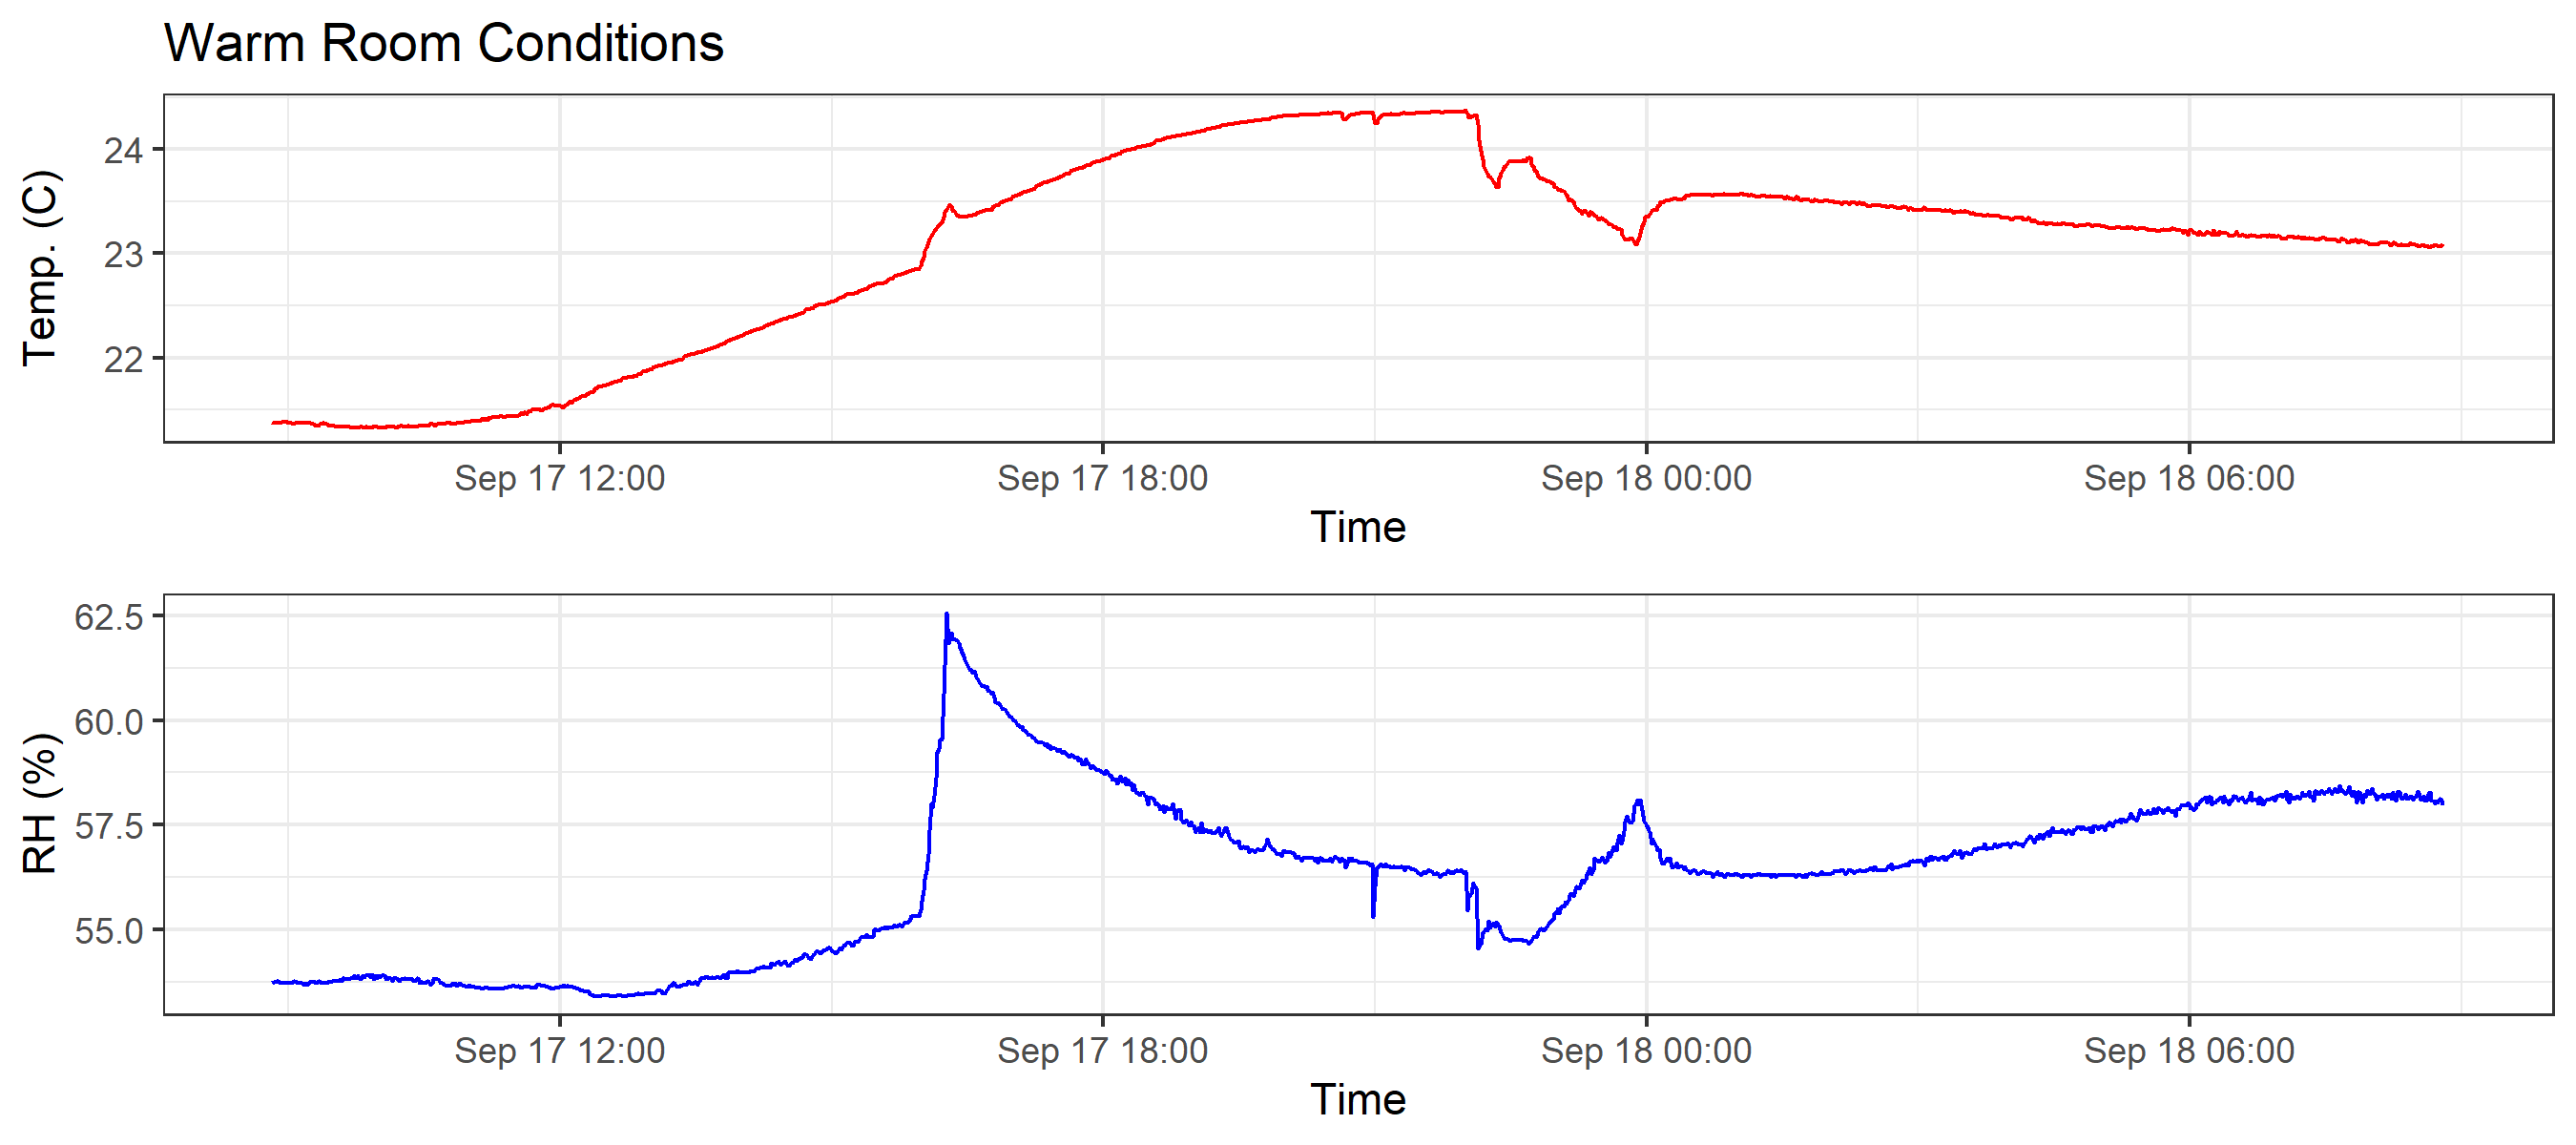 Warm Room Conditions
Temp. (C)
24
23
22
Sep 17 12:00 Sep 17 18:00 Sep 18 00:00 Sep 18 06:00
Time
RH (%)
62.5
60.0
57.5
55.0
Sep 17 12:00 Sep 17 18:00 Sep 18 00:00 Sep 18 06:00
Time